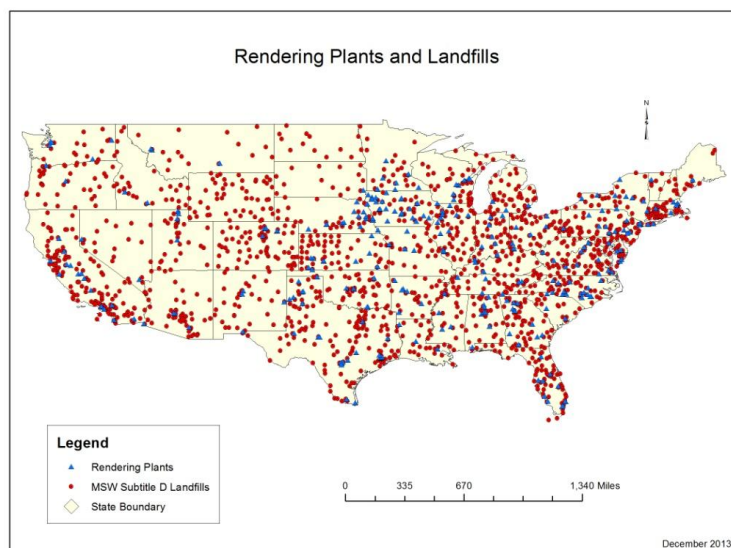 Rendering Plants and Landfills
N
Legend
Rendering Plants
MSW Subtitle D Landfills
State Boundary
0 335 670 1,340 Miles
December 2013